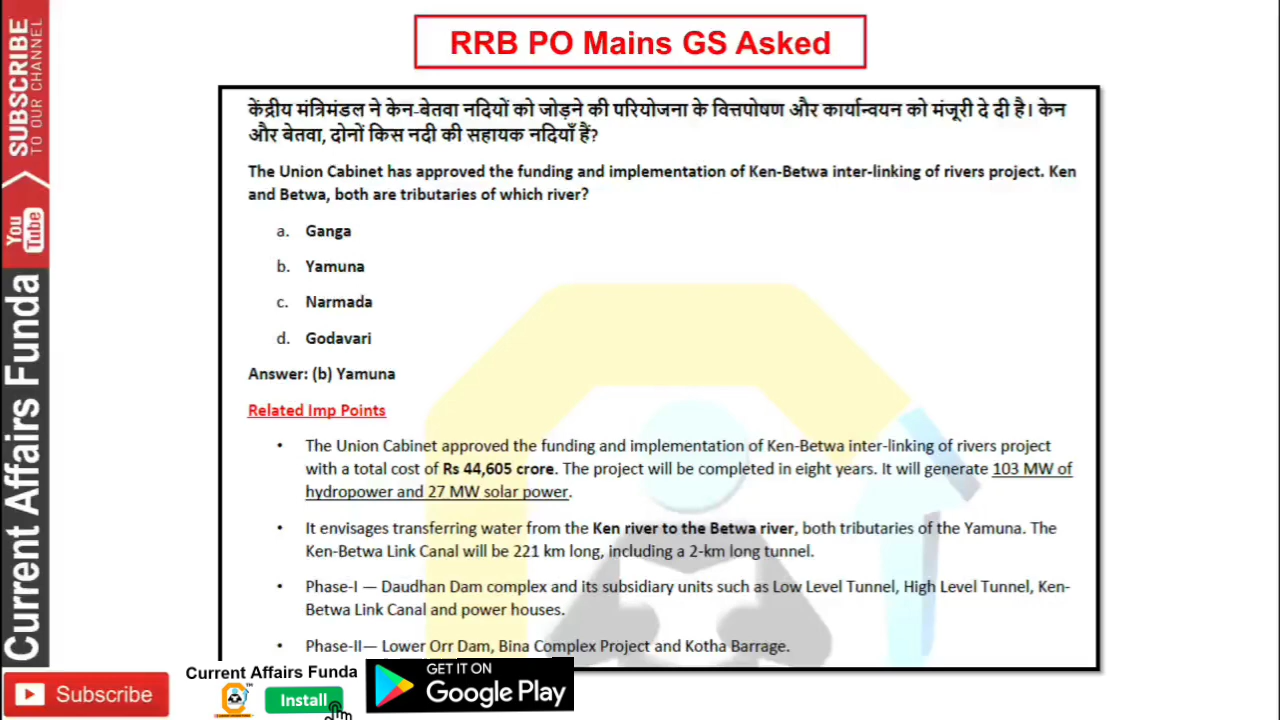 RRB PO Mains GS Asked
केंद्रीय मंत्रिमंडल ने केन-बेतवा नदियों को जोड़ने की परियोजना के वित्तपोषण और कार्यान्वयन को मंजूरी दे दी है। केन
और बेतवा, दोनों किस नदी की सहायक नदियाँ हैं?
The Union Cabinet has approved the funding and implementation of Ken-Betwa inter-linking of rivers project. Ken
and Betwa, both are tributaries of which river?
a. Ganga
b. Yamuna
c. Narmada
d. Godavari
Answer: (b) Yamuna
Related Imp Points
• The Union Cabinet approved the funding and implementation of Ken-Betwa inter-linking of rivers project
with a total cost of Rs 44,605 crore. The project will be completed in eight years. It will generate 103 MW of
hydropower and 27 MW solar power.
• It envisages transferring water from the Ken river to the Betwa river, both tributaries of the Yamuna. The
Ken-Betwa Link Canal will be 221 km long, including a 2-km long tunnel.
• Phase-I — Daudhan Dam complex and its subsidiary units such as Low Level Tunnel, High Level Tunnel, Ken-
Betwa Link Canal and power houses.
• Phase-II— Lower Orr Dam, Bina Complex Project and Kotha Barrage.
SUBSCRIBE
TO OUR CHANNEL
You
Tube
Current Affairs Funda
Subscribe
Current Affairs Funda
Install
GET IT ON
Google Play